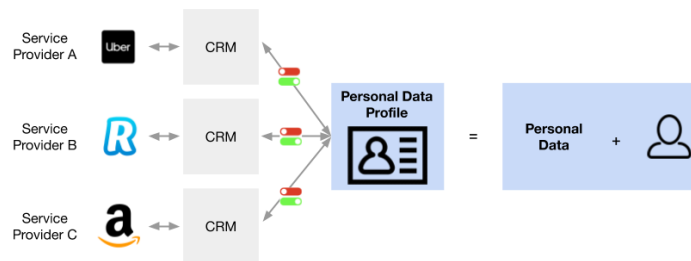 Service
Provider A
Uber
CRM
Service
Provider B
R
CRM
Personal Data
Profile
=
Personal
Data
+
Service
Provider C
a
CRM